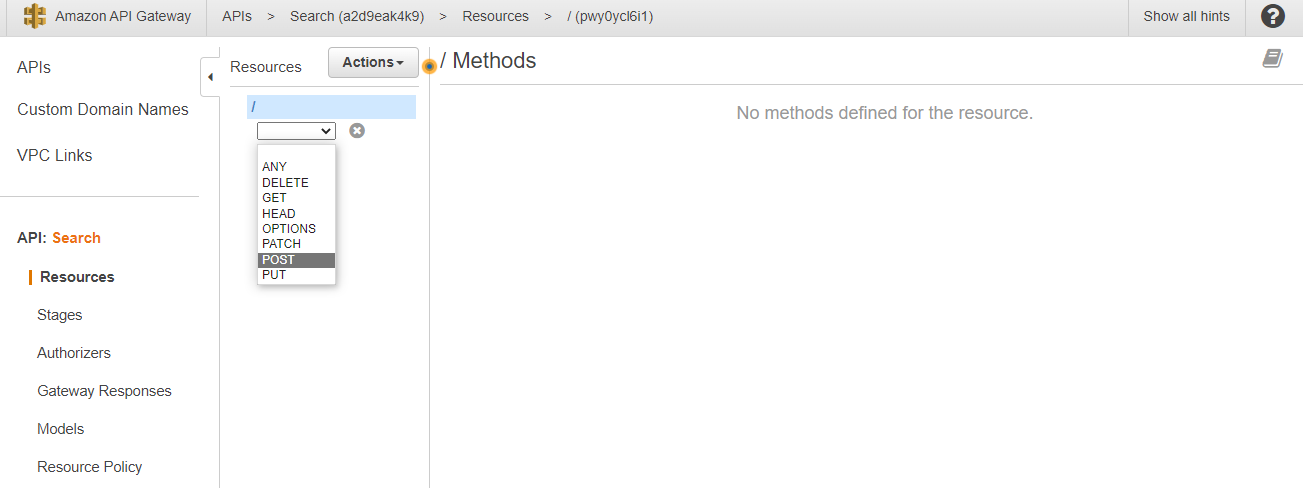 Amazon API Gateway
APIs > Search (a2d9eak4k9) > Resources > / (pwy0ycl6i1)
Show all hints
?
APIs
Custom Domain Names
VPC Links
API: Search
Resources
Stages
Authorizers
Gateway Responses
Models
Resource Policy
Resources
Actions
/
ANY
DELETE
GET
HEAD
OPTIONS
PATCH
POST
PUT
/ Methods
No methods defined for the resource.